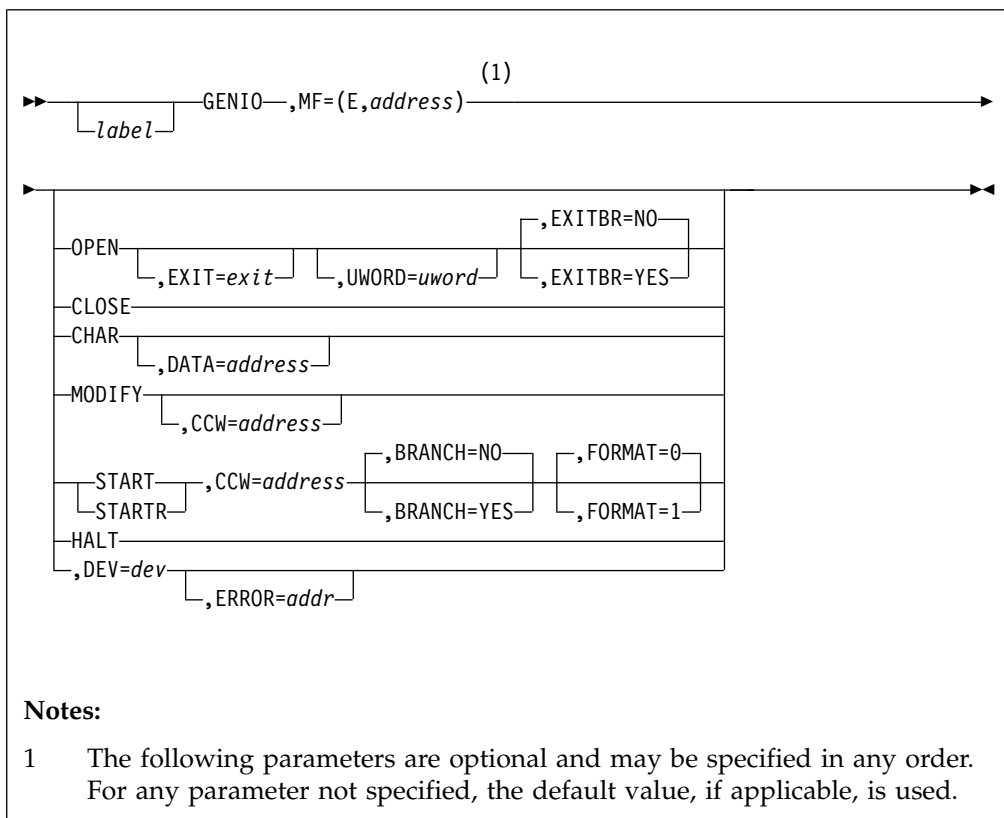 (1)
GENIO ,MF=(E,address)
label
,EXITBR=NO
OPEN
,EXIT=exit ,UWORD=uword ,EXITBR=YES
CLOSE
CHAR
,DATA=address
MODIFY
,CCW=address
,BRANCH=NO ,FORMAT=0
START ,CCW=address
STARTR ,BRANCH=YES ,FORMAT=1
HALT
,DEV=dev
,ERROR=addr
Notes:
1 The following parameters are optional and may be specified in any order.
For any parameter not specified, the default value, if applicable, is used.